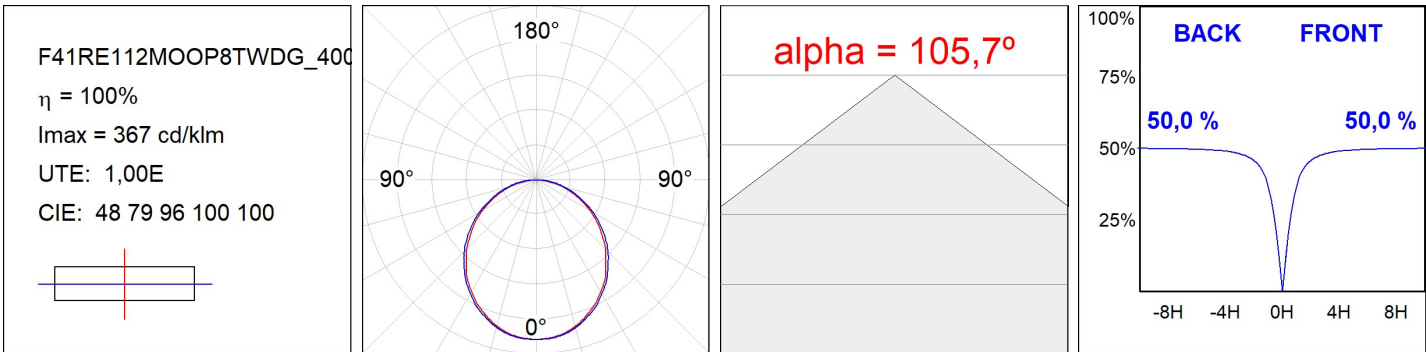 F41RE112MOOP8TWDG_400
η = 100%
Imax = 367 cd/klm
UTE: 1,00E
CIE: 48 79 96 100 100
180°
90° 90°
0°
alpha = 105,7º
100%
BACK FRONT
75%
50,0 % 50,0 %
50%
25%
-8H -4H 0H 4H 8H